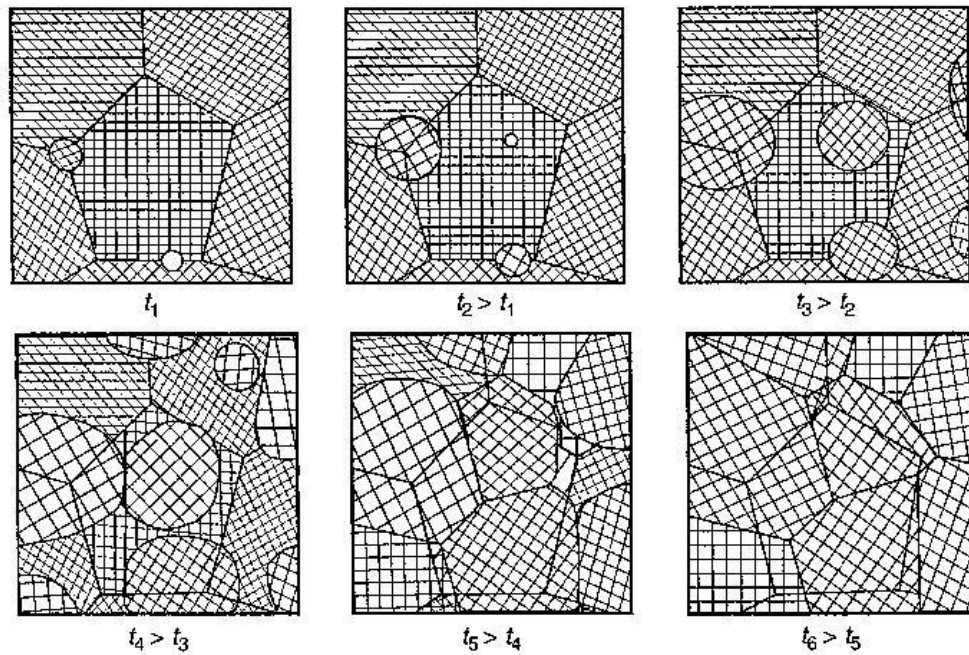 t₁
t₂ > t₁
t₃ > t₂
t₄ > t₃
t₅ > t₄
t₆ > t₅